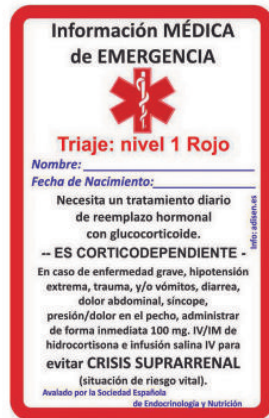 Información MÉDICA
de EMERGENCIA
Triaje: nivel 1 Rojo
Nombre:
Fecha de Nacimiento:
Necesita un tratamiento diario
de reemplazo hormonal
con glucocorticoide.
-- ES CORTICODEPENDIENTE -
En caso de enfermedad grave, hipotensión
extrema, trauma, y/o vómitos, diarrea,
dolor abdominal, síncope,
presión/dolor en el pecho, administrar
de forma inmediata 100 mg. IV/IM de
hidrocortisona e infusión salina IV para
evitar CRISIS SUPRARRENAL
(situación de riesgo vital).
Avalado por la Sociedad Española
de Endocrinología y Nutrición
Info: adisen.es